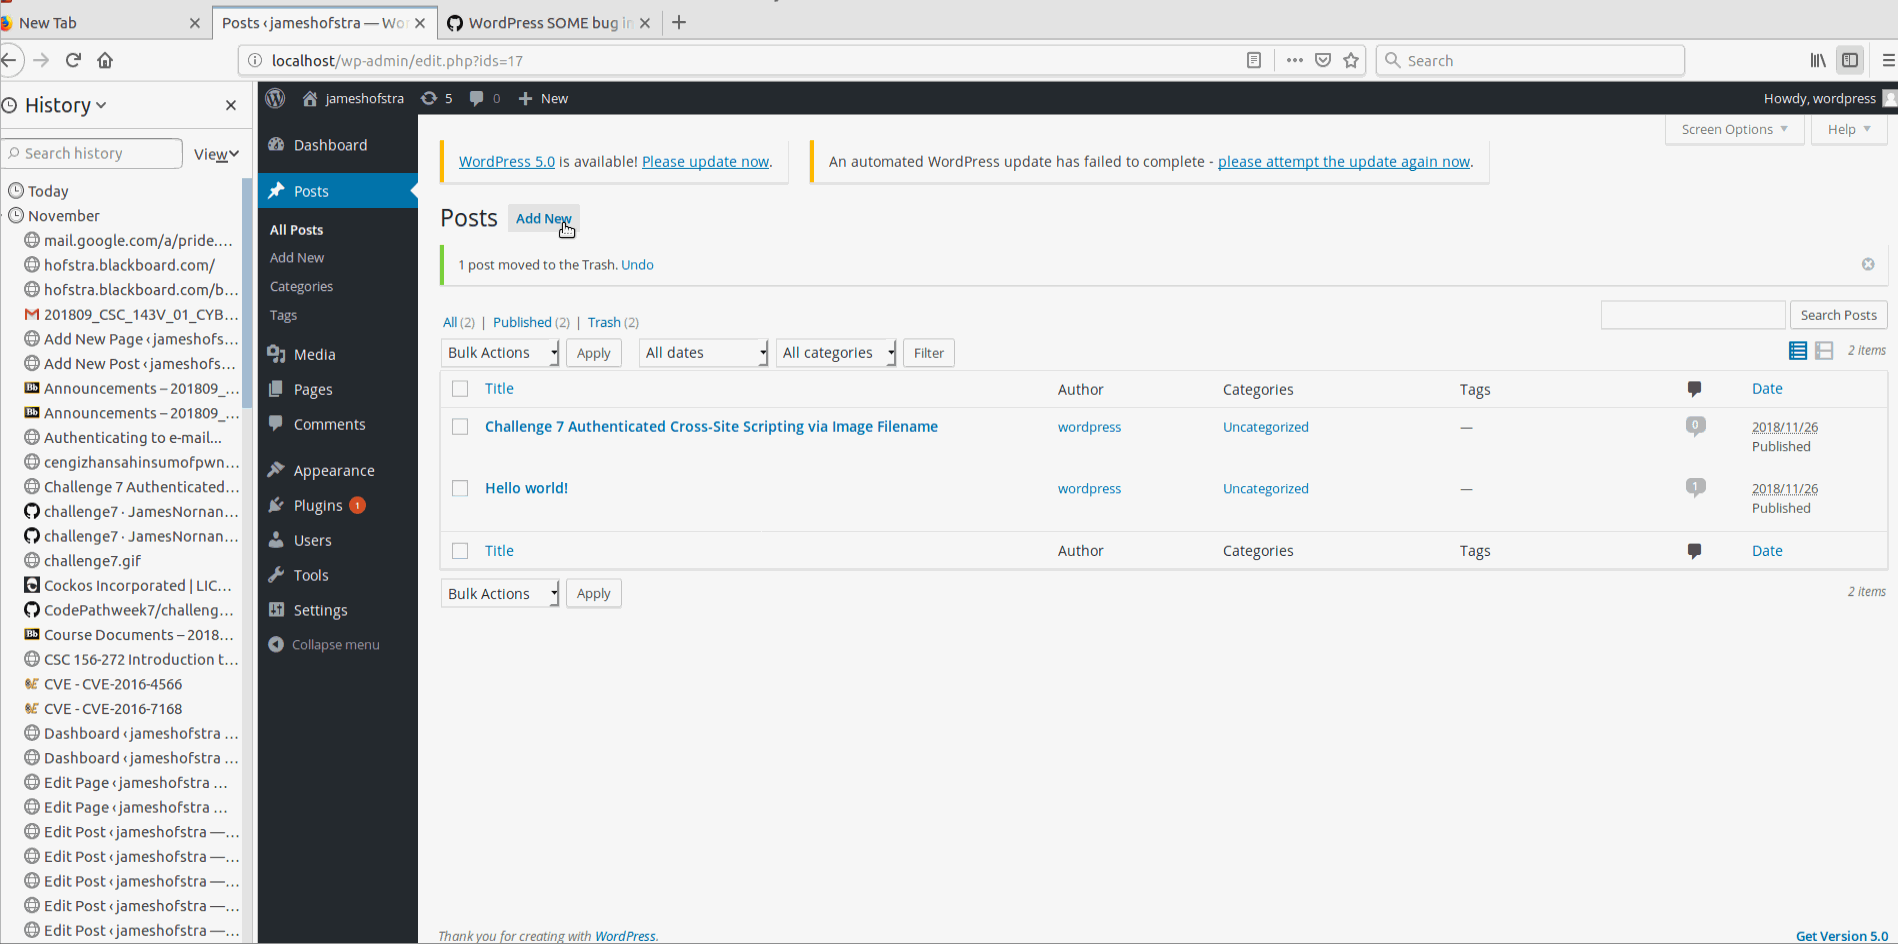 New Tab
Posts ‹ jameshofstra — Wo
WordPress SOME bug in
localhost/wp-admin/edit.php?ids=17
Search
History
Search history
View
Today
November
mail.google.com/a/pride....
hofstra.blackboard.com/
hofstra.blackboard.com/b...
201809_CSC_143V_01_CYB...
Add New Page ‹ jameshofs...
Add New Post ‹ jameshofs...
Announcements – 201809_...
Announcements – 201809_...
Authenticating to e-mail...
cengizhansahinsumofpwn...
Challenge 7 Authenticated...
challenge7 · JamesNornan...
challenge7 · JamesNornan...
challenge7.gif
Cockos Incorporated | LIC...
CodePathweek7/challeng...
Course Documents – 2018...
CSC 156-272 Introduction t...
CVE - CVE-2016-4566
CVE - CVE-2016-7168
Dashboard ‹ jameshofstra ...
Dashboard ‹ jameshofstra ...
Edit Page ‹ jameshofstra ...
Edit Page ‹ jameshofstra ...
Edit Post ‹ jameshofstra —...
Edit Post ‹ jameshofstra —...
Edit Post ‹ jameshofstra —...
Edit Post ‹ jameshofstra —...
Edit Post ‹ jameshofstra —...
jameshofstra 5 0 New
Howdy, wordpress
Dashboard
Posts
All Posts
Add New
Categories
Tags
Media
Pages
Comments
Appearance
Plugins 1
Users
Tools
Settings
Collapse menu
Screen Options
Help
WordPress 5.0 is available! Please update now.
An automated WordPress update has failed to complete - please attempt the update again now.
Posts Add New
1 post moved to the Trash. Undo
All (2) | Published (2) | Trash (2)
Search Posts
Bulk Actions Apply All dates All categories Filter
2 items
Title Author Categories Tags Date
Challenge 7 Authenticated Cross-Site Scripting via Image Filename wordpress Uncategorized — 0 2018/11/26
Published
Hello world! wordpress Uncategorized — 1 2018/11/26
Published
Title Author Categories Tags Date
Bulk Actions Apply
2 items
Thank you for creating with WordPress.
Get Version 5.0